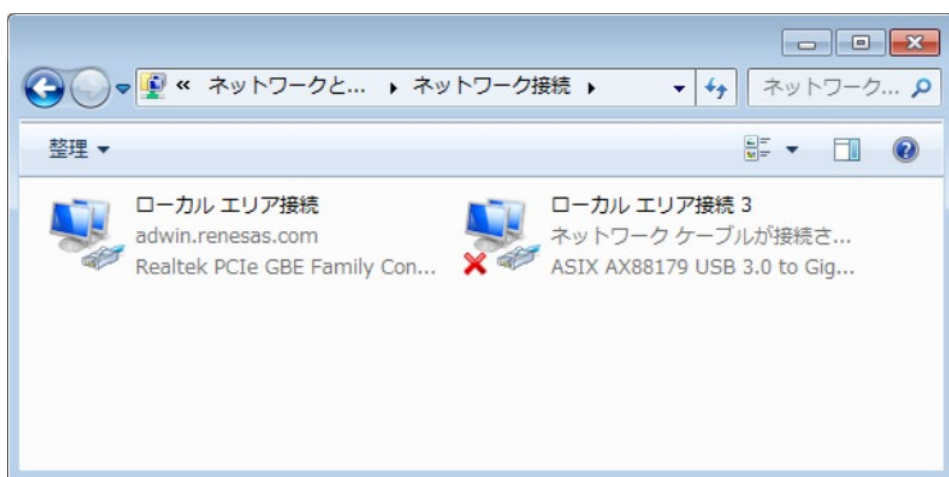 « ネットワークと... ▸ ネットワーク接続 ▸
ネットワーク...
整理
ローカル エリア接続
adwin.renesas.com
Realtek PCIe GBE Family Con...
ローカル エリア接続 3
ネットワーク ケーブルが接続さ...
ASIX AX88179 USB 3.0 to Gig...